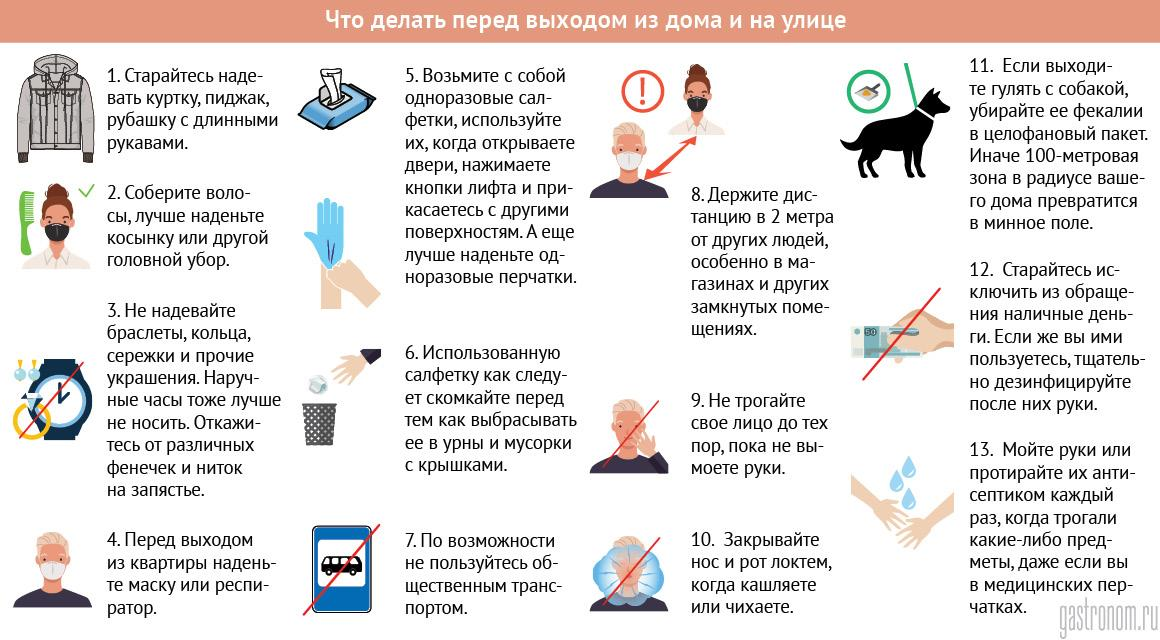 Что делать перед выходом из дома и на улице
1. Старайтесь наде-
вать куртку, пиджак,
рубашку с длинными
рукавами.
2. Соберите воло-
сы, лучше наденьте
косынку или другой
головной убор.
3. Не надевайте
браслеты, кольца,
сережки и прочие
украшения. Наруч-
ные часы тоже лучше
не носить. Откажи-
тесь от различных
фенечек и ниток
на запястье.
4. Перед выходом
из квартиры надень-
те маску или респи-
ратор.
5. Возьмите с собой
одноразовые сал-
фетки, используйте
их, когда открываете
двери, нажимаете
кнопки лифта и при-
касаетесь с другими
поверхностям. А еще
лучше наденьте од-
норазовые перчатки.
6. Использованную
салфетку как следу-
ет скомкайте перед
тем как выбрасывать
ее в урны и мусорки
с крышками.
7. По возможности
не пользуйтесь об-
щественным транс-
портом.
8. Держите дис-
танцию в 2 метра
от других людей,
особенно в ма-
газинах и других
замкнутых поме-
щениях.
9. Не трогайте
свое лицо до тех
пор, пока не вы-
моете руки.
10. Закрывайте
нос и рот локтем,
когда кашляете
или чихаете.
11. Если выходи-
те гулять с собакой,
убирайте ее фекалии
в целофановый пакет.
Иначе 100-метровая
зона в радиусе ваше-
го дома превратится
в минное поле.
50
12. Старайтесь ис-
ключить из обраще-
ния наличные день-
ги. Если же вы ими
пользуетесь, тщатель-
но дезинфицируйте
после них руки.
13. Мойте руки или
протирайте их анти-
септиком каждый
раз, когда трогали
какие-либо пред-
меты, даже если вы
в медицинских пер-
чатках.
gastronom.ru